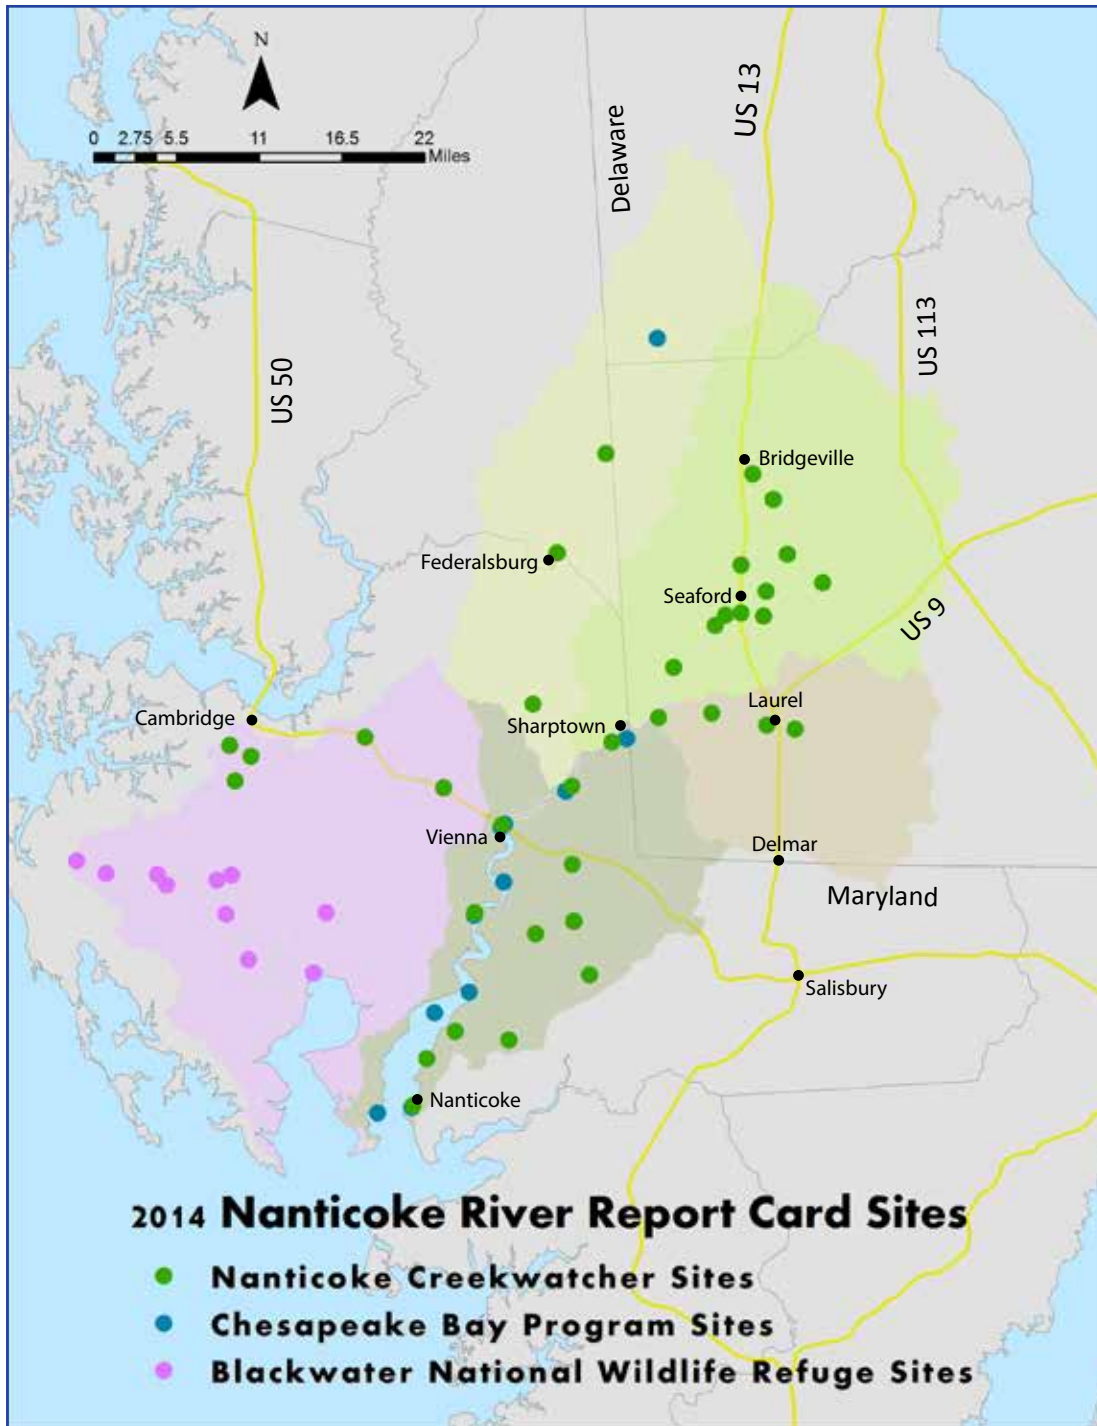 N
0 2.75 5.5 11 16.5 22
Miles
US 13
Delaware
US 113
US 50
Bridgeville
Federalsburg
Seaford
US 9
Cambridge
Sharptown
Laurel
Vienna
Delmar
Maryland
Salisbury
Nanticoke
2014 Nanticoke River Report Card Sites
Nanticoke Creekwatcher Sites
Chesapeake Bay Program Sites
Blackwater National Wildlife Refuge Sites